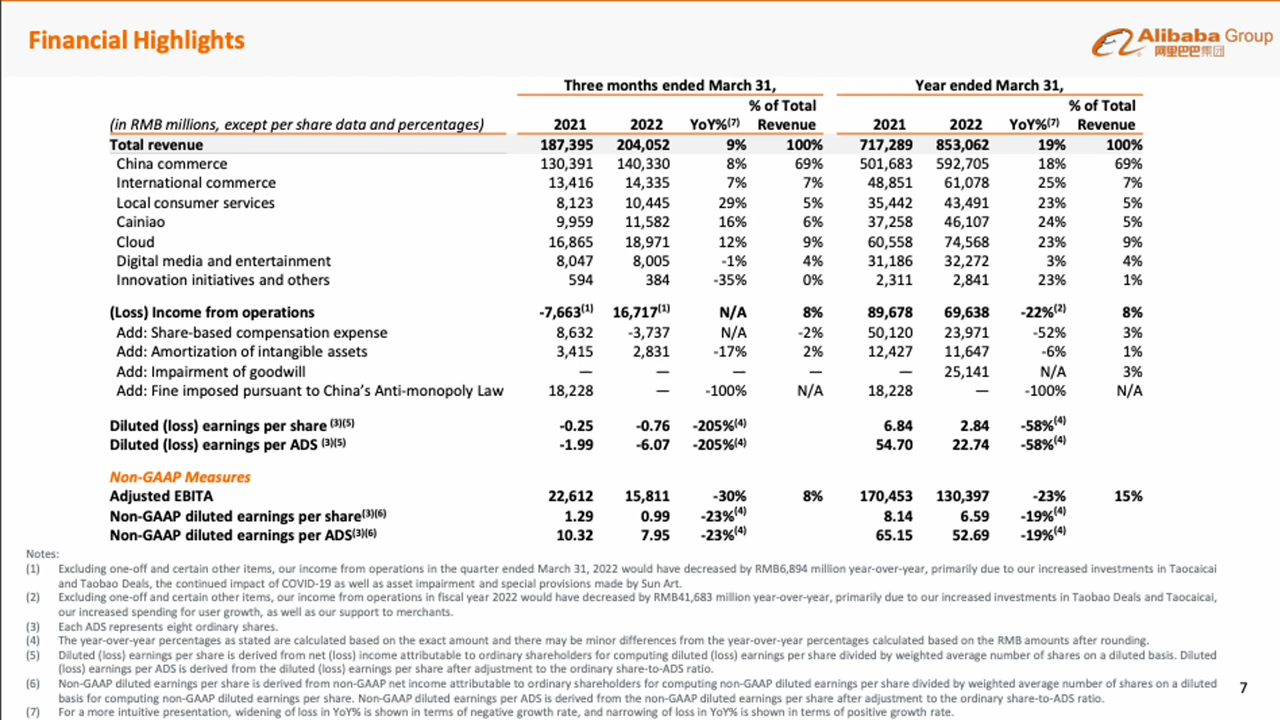 Financial Highlights
Alibaba Group
阿里巴巴集团
Three months ended March 31, Year ended March 31,
% of Total % of Total
(in RMB millions, except per share data and percentages) 2021 2022 YoY%(7) Revenue 2021 2022 YoY%(7) Revenue
Total revenue 187,395 204,052 9% 100% 717,289 853,062 19% 100%
China commerce 130,391 140,330 8% 69% 501,683 592,705 18% 69%
International commerce 13,416 14,335 7% 7% 48,851 61,078 25% 7%
Local consumer services 8,123 10,445 29% 5% 35,442 43,491 23% 5%
Cainiao 9,959 11,582 16% 6% 37,258 46,107 24% 5%
Cloud 16,865 18,971 12% 9% 60,558 74,568 23% 9%
Digital media and entertainment 8,047 8,005 -1% 4% 31,186 32,272 3% 4%
Innovation initiatives and others 594 384 -35% 0% 2,311 2,841 23% 1%
(Loss) Income from operations -7,663(1) 16,717(1) N/A 8% 89,678 69,638 -22%(2) 8%
Add: Share-based compensation expense 8,632 -3,737 N/A -2% 50,120 23,971 -52% 3%
Add: Amortization of intangible assets 3,415 2,831 -17% 2% 12,427 11,647 -6% 1%
Add: Impairment of goodwill — — — — — 25,141 N/A 3%
Add: Fine imposed pursuant to China's Anti-monopoly Law 18,228 — -100% N/A 18,228 — -100% N/A
Diluted (loss) earnings per share (3)(5) -0.25 -0.76 -205%(4) 6.84 2.84 -58%(4)
Diluted (loss) earnings per ADS (3)(5) -1.99 -6.07 -205%(4) 54.70 22.74 -58%(4)
Non-GAAP Measures
Adjusted EBITA 22,612 15,811 -30% 8% 170,453 130,397 -23% 15%
Non-GAAP diluted earnings per share(3)(6) 1.29 0.99 -23%(4) 8.14 6.59 -19%(4)
Non-GAAP diluted earnings per ADS(3)(6) 10.32 7.95 -23%(4) 65.15 52.69 -19%(4)
Notes:
(1) Excluding one-off and certain other items, our income from operations in the quarter ended March 31, 2022 would have decreased by RMB6,894 million year-over-year, primarily due to our increased investments in Taocaicai
and Taobao Deals, the continued impact of COVID-19 as well as asset impairment and special provisions made by Sun Art.
(2) Excluding one-off and certain other items, our income from operations in fiscal year 2022 would have decreased by RMB41,683 million year-over-year, primarily due to our increased investments in Taobao Deals and Taocaicai,
our increased spending for user growth, as well as our support to merchants.
(3) Each ADS represents eight ordinary shares.
(4) The year-over-year percentages as stated are calculated based on the exact amount and there may be minor differences from the year-over-year percentages calculated based on the RMB amounts after rounding.
(5) Diluted (loss) earnings per share is derived from net (loss) income attributable to ordinary shareholders for computing diluted (loss) earnings per share divided by weighted average number of shares on a diluted basis. Diluted
(loss) earnings per ADS is derived from the diluted (loss) earnings per share after adjustment to the ordinary share-to-ADS ratio.
(6) Non-GAAP diluted earnings per share is derived from non-GAAP net income attributable to ordinary shareholders for computing non-GAAP diluted earnings per share divided by weighted average number of shares on a diluted
basis for computing non-GAAP diluted earnings per share. Non-GAAP diluted earnings per ADS is derived from the non-GAAP diluted earnings per share after adjustment to the ordinary share-to-ADS ratio.
(7) For a more intuitive presentation, widening of loss in YoY% is shown in terms of negative growth rate, and narrowing of loss in YoY% is shown in terms of positive growth rate.
7